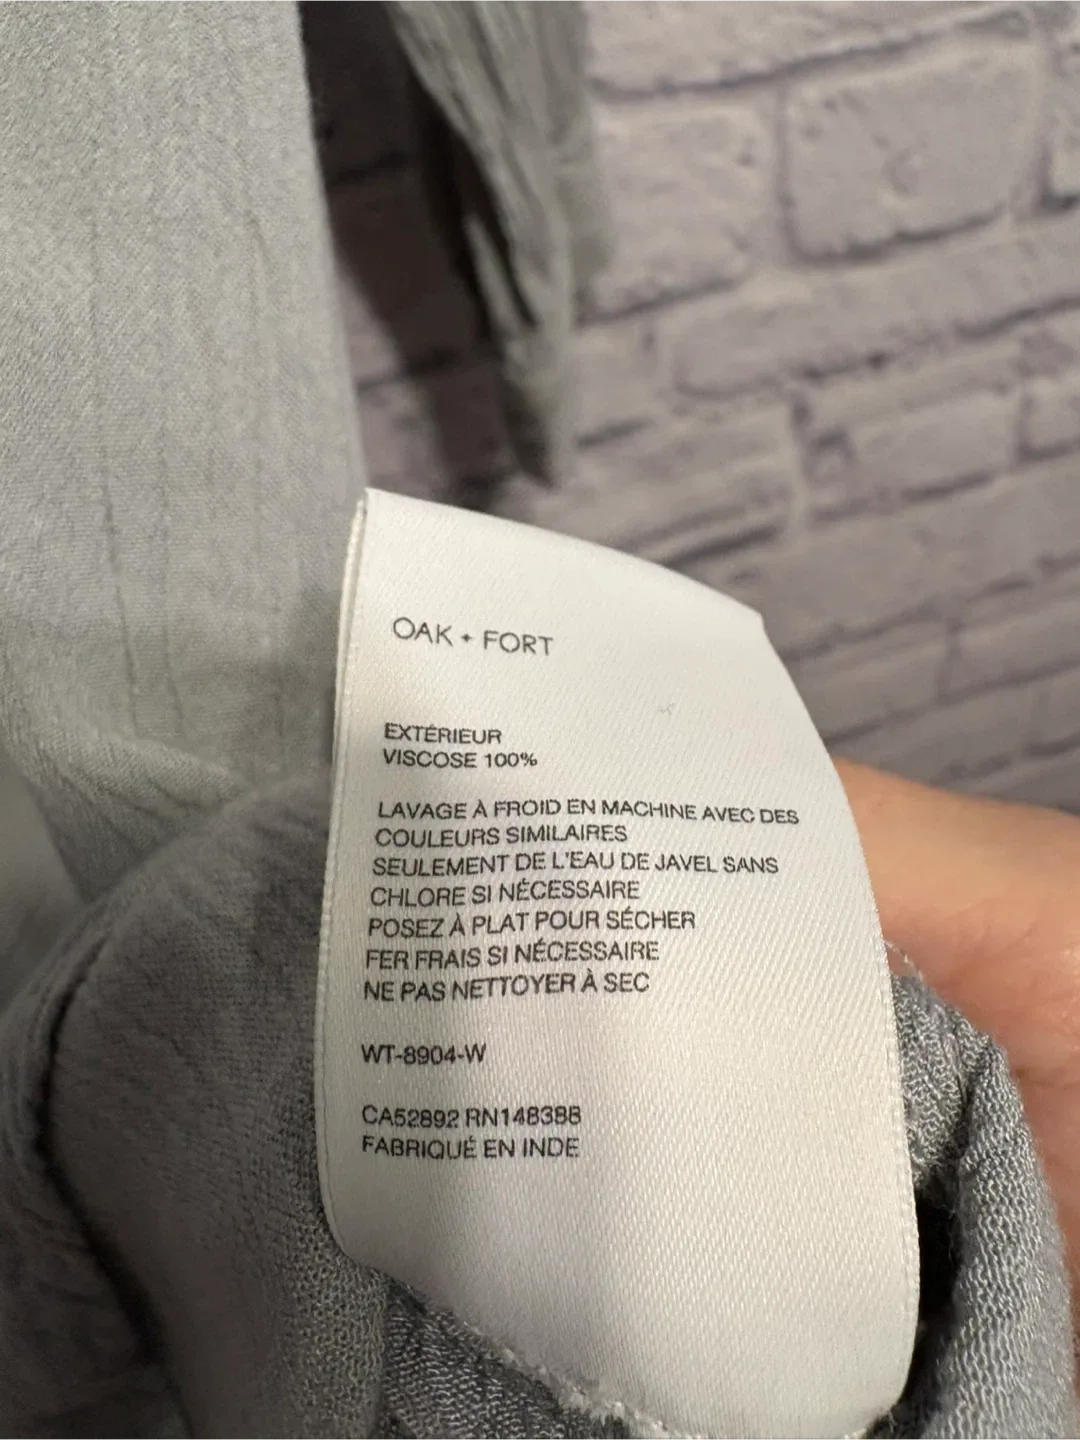 OAK + FORT
EXTÉRIEUR
VISCOSE 100%
LAVAGE À FROID EN MACHINE AVEC DES
COULEURS SIMILAIRES
SEULEMENT DE L'EAU DE JAVEL SANS
CHLORE SI NÉCESSAIRE
POSEZ À PLAT POUR SÉCHER
FER FRAIS SI NÉCESSAIRE
NE PAS NETTOYER À SEC
WT-8904-W
CA52892 RN148388
FABRIQUÉ EN INDE